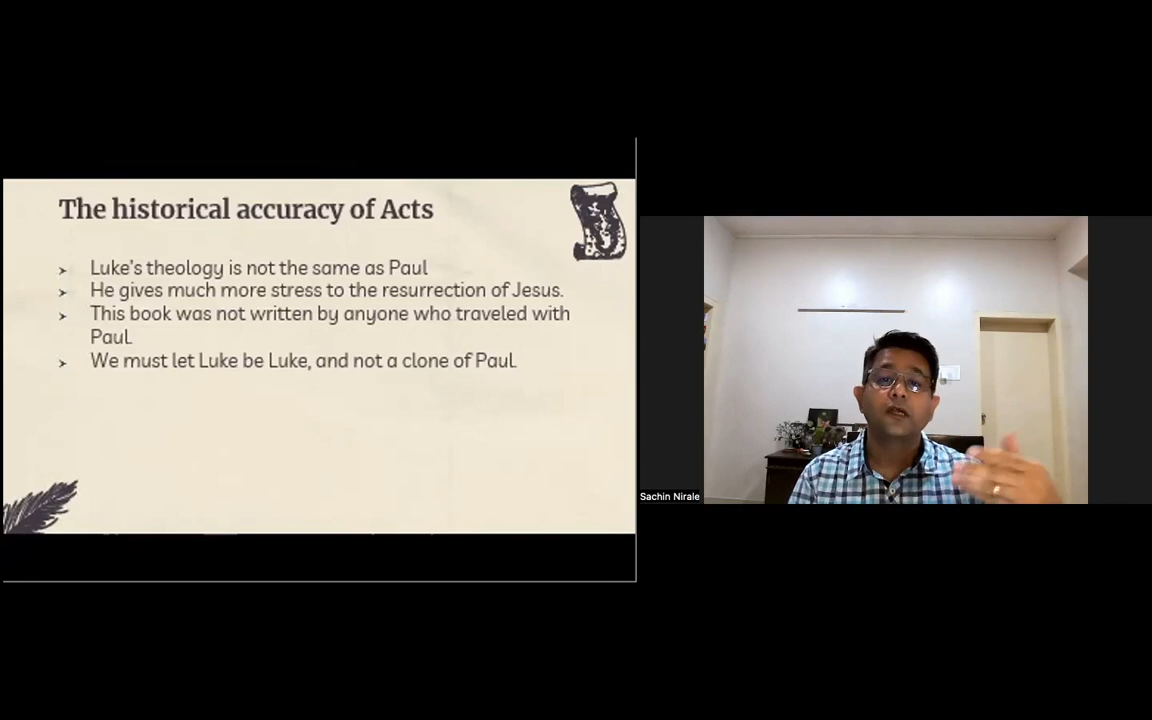 The historical accuracy of Acts
➤ Luke's theology is not the same as Paul
➤ He gives much more stress to the resurrection of Jesus.
➤ This book was not written by anyone who traveled with
Paul.
➤ We must let Luke be Luke, and not a clone of Paul.
Sachin Nirale